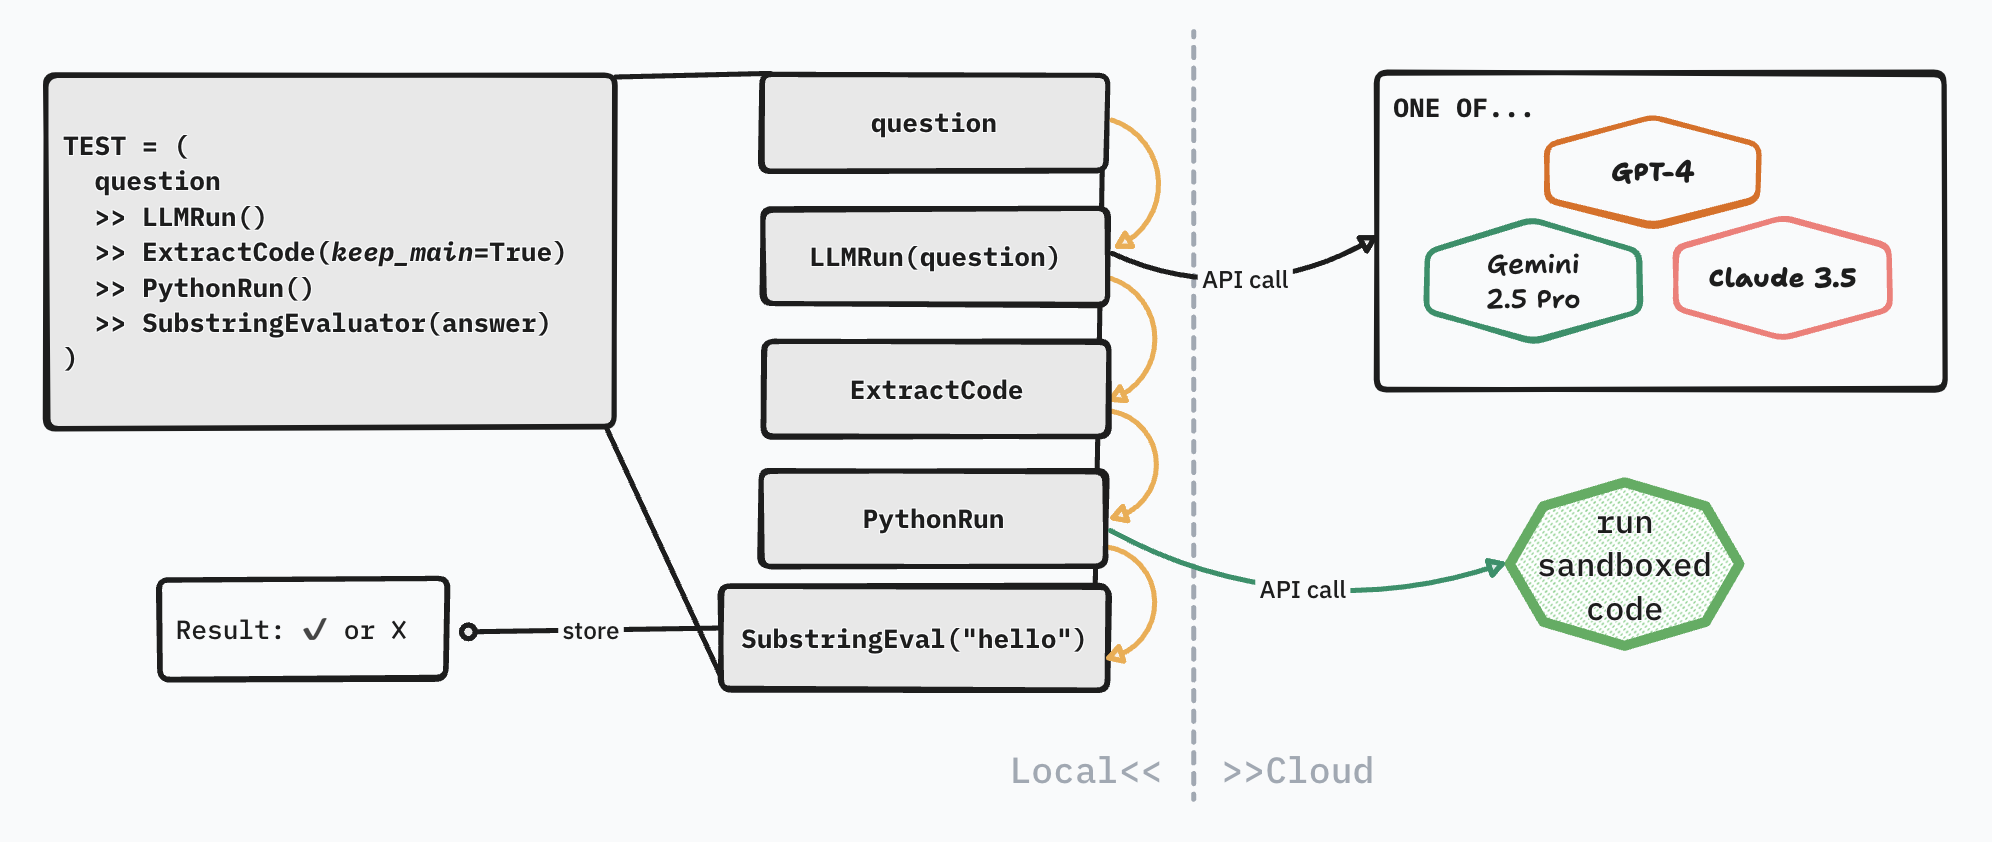 TEST = (
  question
  >> LLMRun()
  >> ExtractCode(keep_main=True)
  >> PythonRun()
  >> SubstringEvaluator(answer)
)
question
LLMRun(question)
ExtractCode
PythonRun
SubstringEval("hello")
Result: ✓ or X
store
API call
ONE OF...
GPT-4
Gemini
2.5 Pro
Claude 3.5
API call
run
sandboxed
code
Local<<
>>Cloud